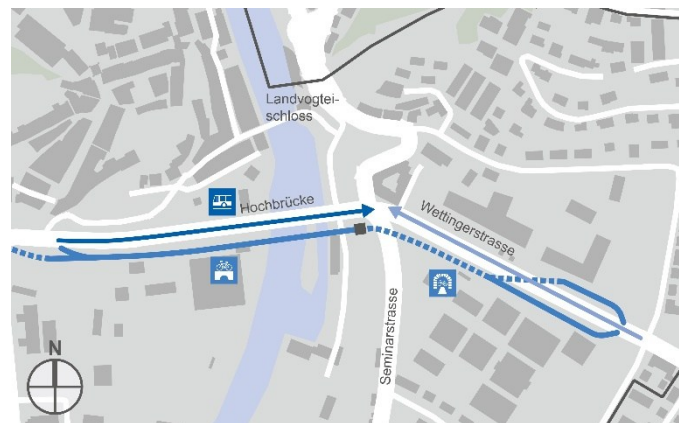 Landvogtei-
schloss
Hochbrücke
Wettingerstrasse
Seminarstrasse
N